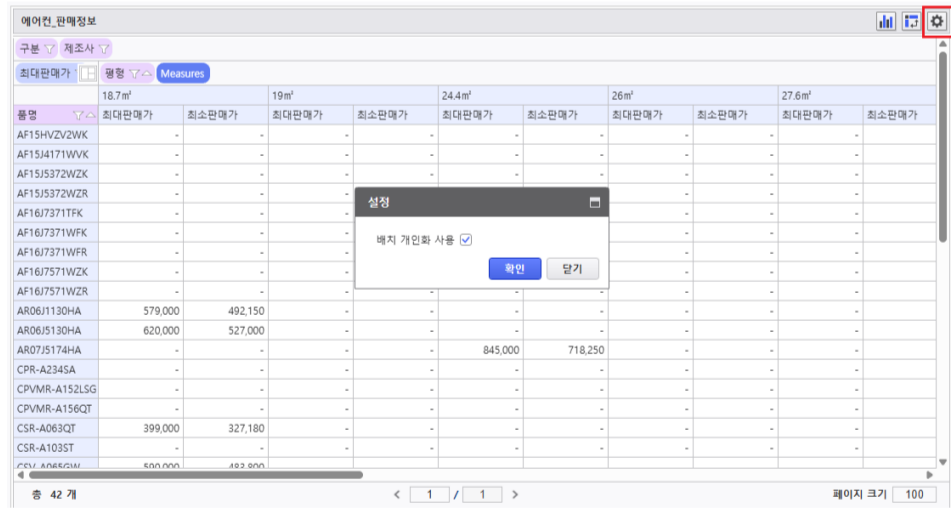 에어컨_판매정보
구분 제조사
최대판매가 평형 Measures
18.7㎡ 19㎡ 24.4㎡ 26㎡ 27.6㎡
품명 최대판매가 최소판매가 최대판매가 최소판매가 최대판매가 최소판매가 최대판매가 최소판매가 최대판매가 최소판매가
AF15HVZV2WK - - - - - - - - -
AF15J4171WVK - - - - - - - - -
AF15J5372WZK - - - - - - - - -
AF15J5372WZR - - - - -
AF16J7371TFK - - - - -
AF16J7371WFK - - - - -
AF16J7371WFR - - - - -
AF16J7571WZK - - - - -
AF16J7571WZR - - - - - - - - -
설정
배치 개인화 사용
확인 닫기
AR06J1130HA 579,000 492,150 - - - - - - -
AR06J5130HA 620,000 527,000 - - - - - - -
AR07J5174HA - - - - 845,000 718,250 - - -
CPR-A234SA - - - - - - - - -
CPVMR-A152LSG - - - - - - - - -
CPVMR-A156QT - - - - - - - - -
CSR-A063QT 399,000 327,180 - - - - - - -
CSR-A103ST - - - - - - - - -
CSV-A065GW 590,000 483,800 - - - - - - -
총 42 개 < 1 / 1 > 페이지 크기 100